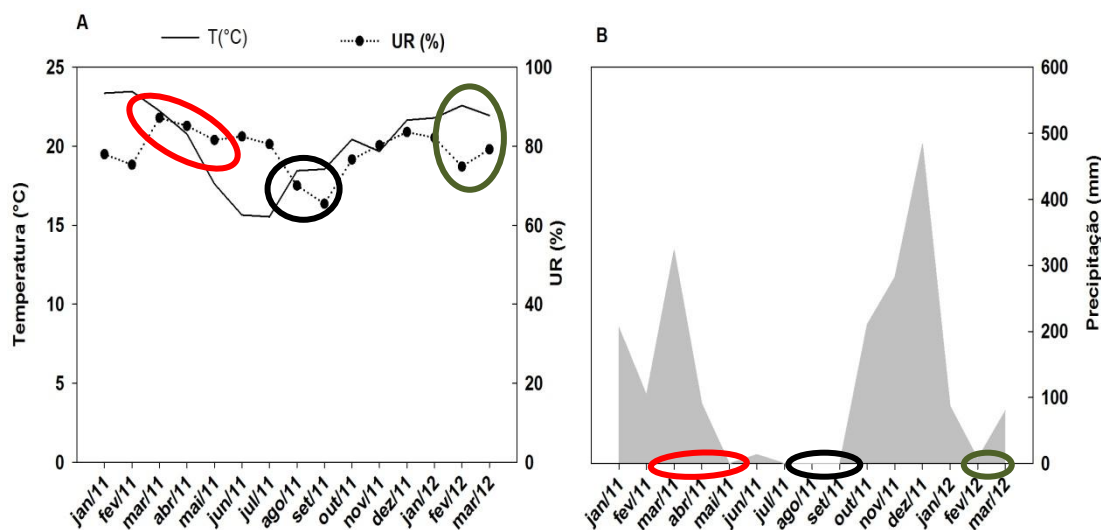 A
T(°C)
UR (%)
Temperatura (°C)
25
20
15
10
5
0
100
80
60
40
20
0
UR (%)
jan/11
fev/11
mar/11
abr/11
mai/11
jun/11
jul/11
ago/11
set/11
out/11
nov/11
dez/11
jan/12
fev/12
mar/12
B
600
500
400
300
200
100
0
Precipitação (mm)
jan/11
fev/11
mar/11
abr/11
mai/11
jun/11
jul/11
ago/11
set/11
out/11
nov/11
dez/11
jan/12
fev/12
mar/12